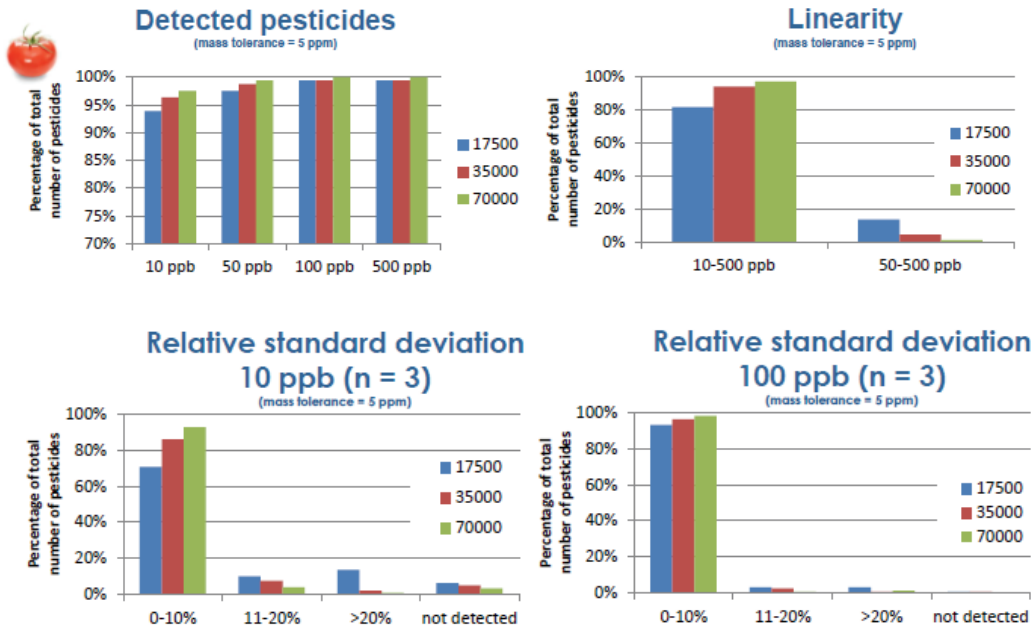 Detected pesticides
(mass tolerance = 5 ppm)
Percentage of total
number of pesticides
100%
95%
90%
85%
80%
75%
70%
10 ppb 50 ppb 100 ppb 500 ppb
17500
35000
70000
Linearity
(mass tolerance = 5 ppm)
Percentage of total
number of pesticides
100%
80%
60%
40%
20%
0%
10-500 ppb 50-500 ppb
17500
35000
70000
Relative standard deviation
10 ppb (n = 3)
(mass tolerance = 5 ppm)
Percentage of total
number of pesticides
100%
80%
60%
40%
20%
0%
0-10% 11-20% >20% not detected
17500
35000
70000
Relative standard deviation
100 ppb (n = 3)
(mass tolerance = 5 ppm)
Percentage of total
number of pesticides
100%
80%
60%
40%
20%
0%
0-10% 11-20% >20% not detected
17500
35000
70000